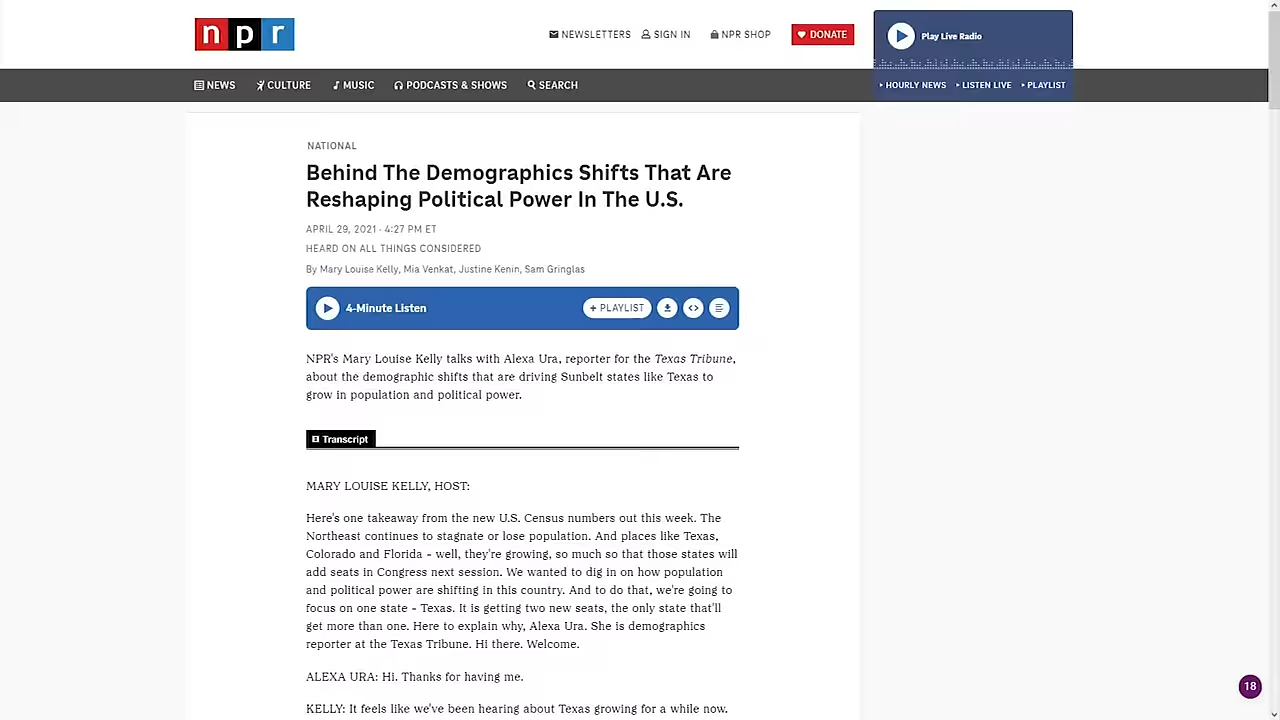 npr
NEWSLETTERS SIGN IN NPR SHOP DONATE
Play Live Radio
NEWS CULTURE MUSIC PODCASTS & SHOWS SEARCH
HOURLY NEWS LISTEN LIVE PLAYLIST
NATIONAL
Behind The Demographics Shifts That Are
Reshaping Political Power In The U.S.
APRIL 29, 2021 · 4:27 PM ET
HEARD ON ALL THINGS CONSIDERED
By Mary Louise Kelly, Mia Venkat, Justine Kenin, Sam Gringlas
4-Minute Listen + PLAYLIST
NPR's Mary Louise Kelly talks with Alexa Ura, reporter for the Texas Tribune,
about the demographic shifts that are driving Sunbelt states like Texas to
grow in population and political power.
Transcript
MARY LOUISE KELLY, HOST:
Here's one takeaway from the new U.S. Census numbers out this week. The
Northeast continues to stagnate or lose population. And places like Texas,
Colorado and Florida - well, they're growing, so much so that those states will
add seats in Congress next session. We wanted to dig in on how population
and political power are shifting in this country. And to do that, we're going to
focus on one state - Texas. It is getting two new seats, the only state that'll
get more than one. Here to explain why, Alexa Ura. She is demographics
reporter at the Texas Tribune. Hi there. Welcome.
ALEXA URA: Hi. Thanks for having me.
KELLY: It feels like we've been hearing about Texas growing for a while now.
18